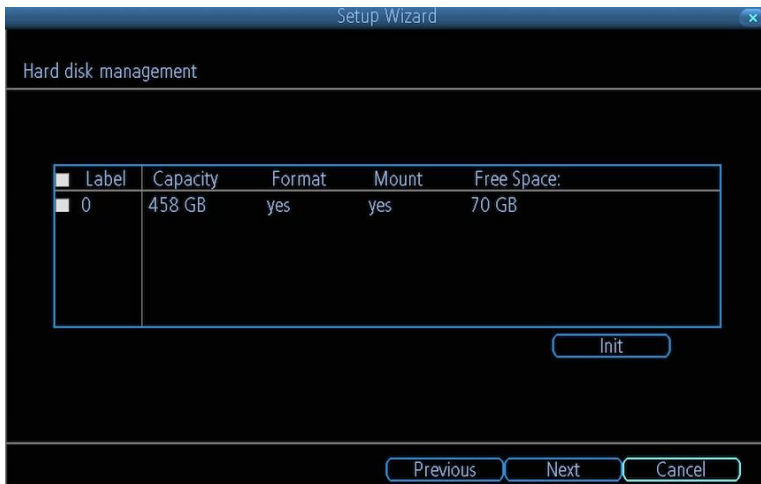 Setup Wizard
Hard disk management
Label Capacity Format Mount Free Space:
0 458 GB yes yes 70 GB
Init
Previous Next Cancel